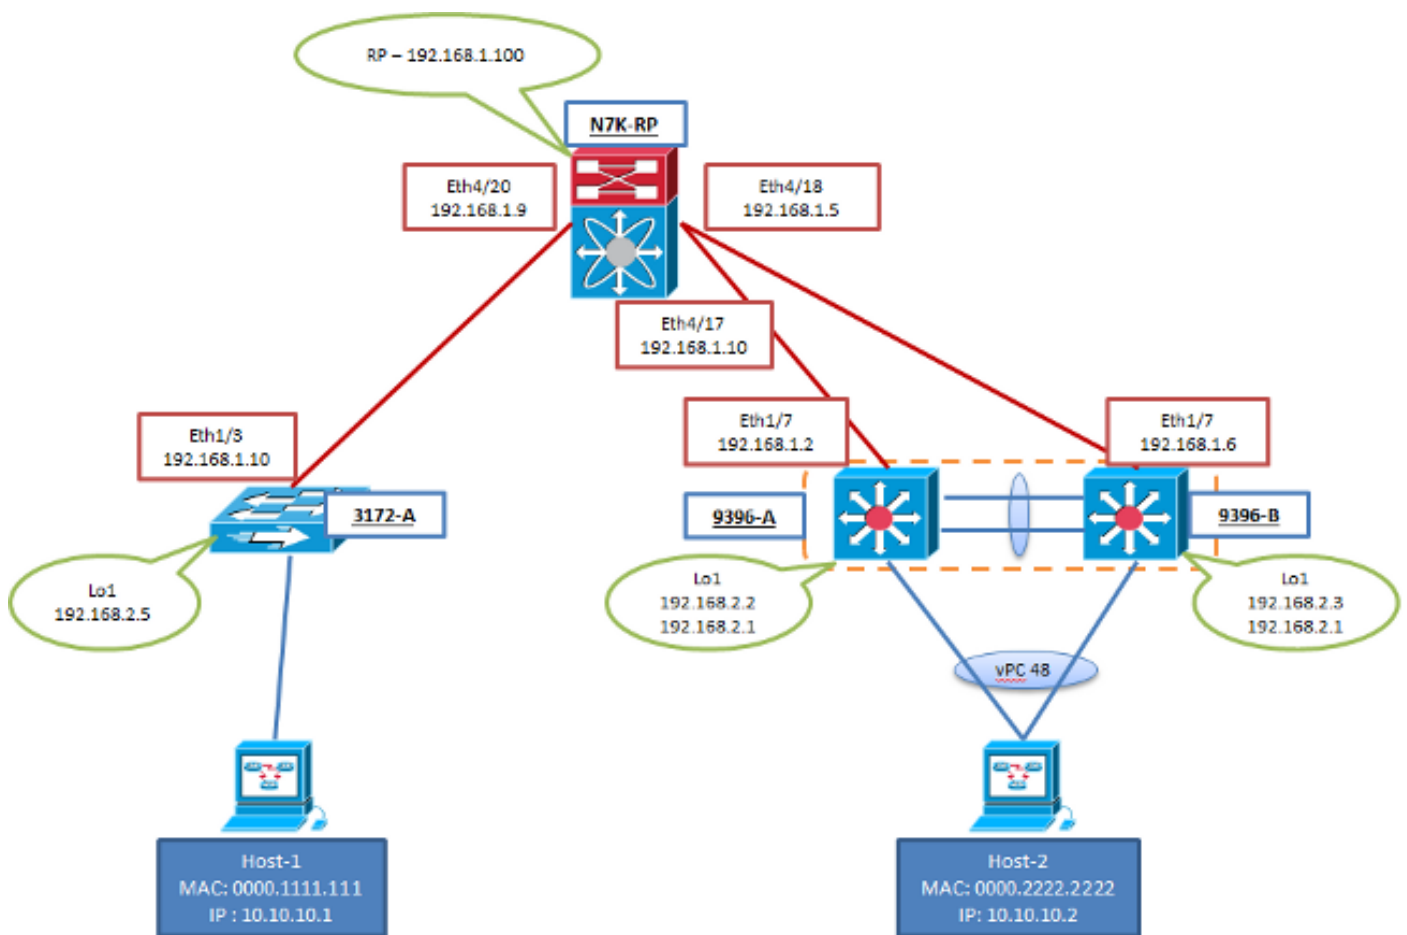 RP – 192.168.1.100
N7K-RP
Eth4/20
192.168.1.9
Eth4/18
192.168.1.5
Eth4/17
192.168.1.10
Eth1/3
192.168.1.10
Eth1/7
192.168.1.2
Eth1/7
192.168.1.6
3172-A
9396-A
9396-B
Lo1
192.168.2.5
Lo1
192.168.2.2
192.168.2.1
Lo1
192.168.2.3
192.168.2.1
vPC 48
Host-1
MAC: 0000.1111.111
IP : 10.10.10.1
Host-2
MAC: 0000.2222.2222
IP: 10.10.10.2